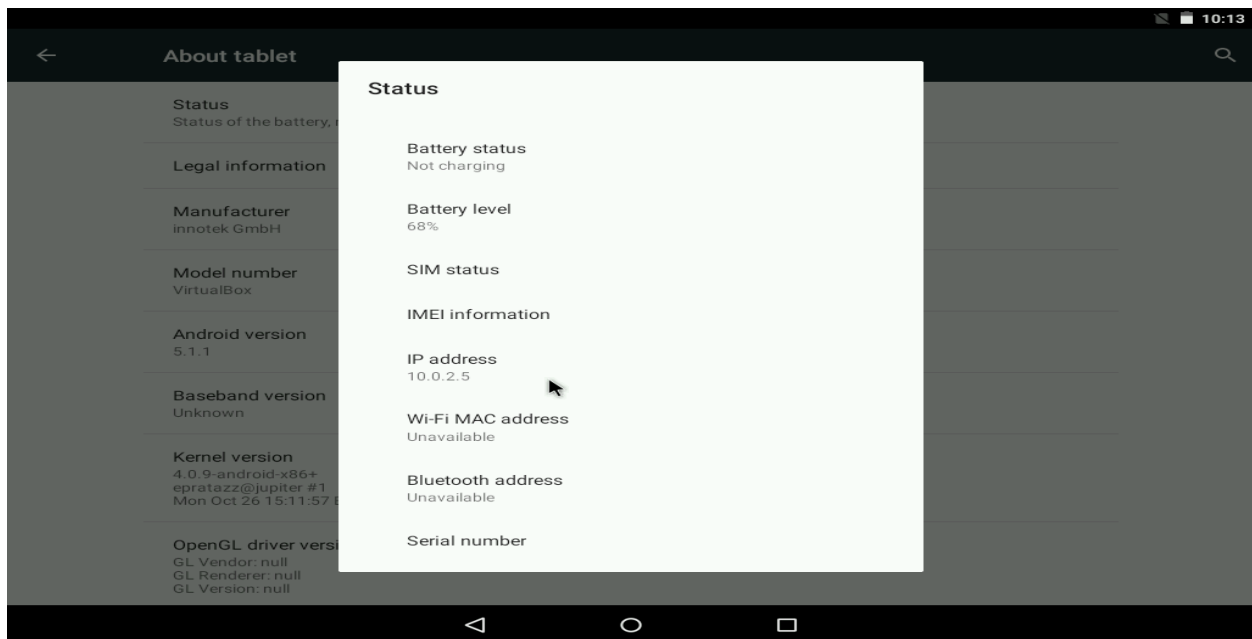 10:13
About tablet
Status
Status of the battery,
Legal information
Manufacturer
innotek GmbH
Model number
VirtualBox
Android version
5.1.1
Baseband version
Unknown
Kernel version
4.0.9-android-x86+
epratazz@jupiter #1
Mon Oct 26 15:11:57
OpenGL driver versi
GL Vendor: null
GL Renderer: null
GL Version: null
Status
Battery status
Not charging
Battery level
68%
SIM status
IMEI information
IP address
10.0.2.5
Wi-Fi MAC address
Unavailable
Bluetooth address
Unavailable
Serial number